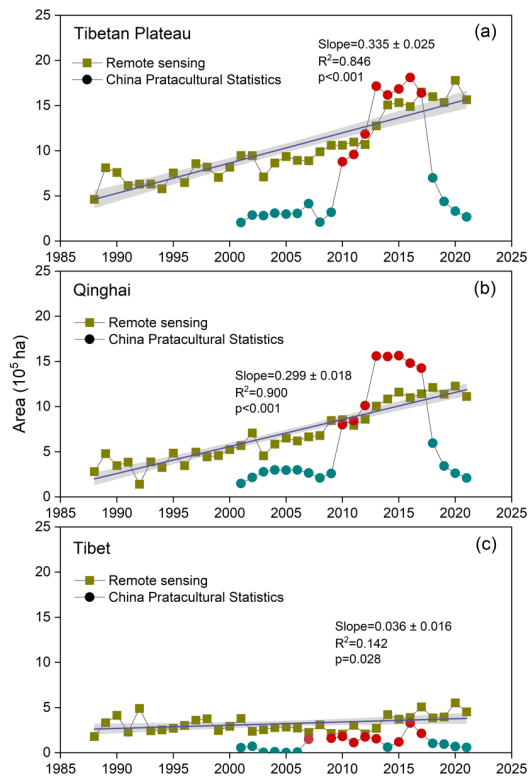 Tibetan Plateau
(a)
Slope=0.335 ± 0.025
R²=0.846
p<0.001
Remote sensing
China Pratacultural Statistics
25
20
15
10
5
0
1985 1990 1995 2000 2005 2010 2015 2020 2025
Qinghai
(b)
Remote sensing
China Pratacultural Statistics
Slope=0.299 ± 0.018
R²=0.900
p<0.001
Area (10⁵ ha)
25
20
15
10
5
0
1985 1990 1995 2000 2005 2010 2015 2020 2025
Tibet
(c)
Remote sensing
China Pratacultural Statistics
Slope=0.036 ± 0.016
R²=0.142
p=0.028
25
20
15
10
5
0
1985 1990 1995 2000 2005 2010 2015 2020 2025